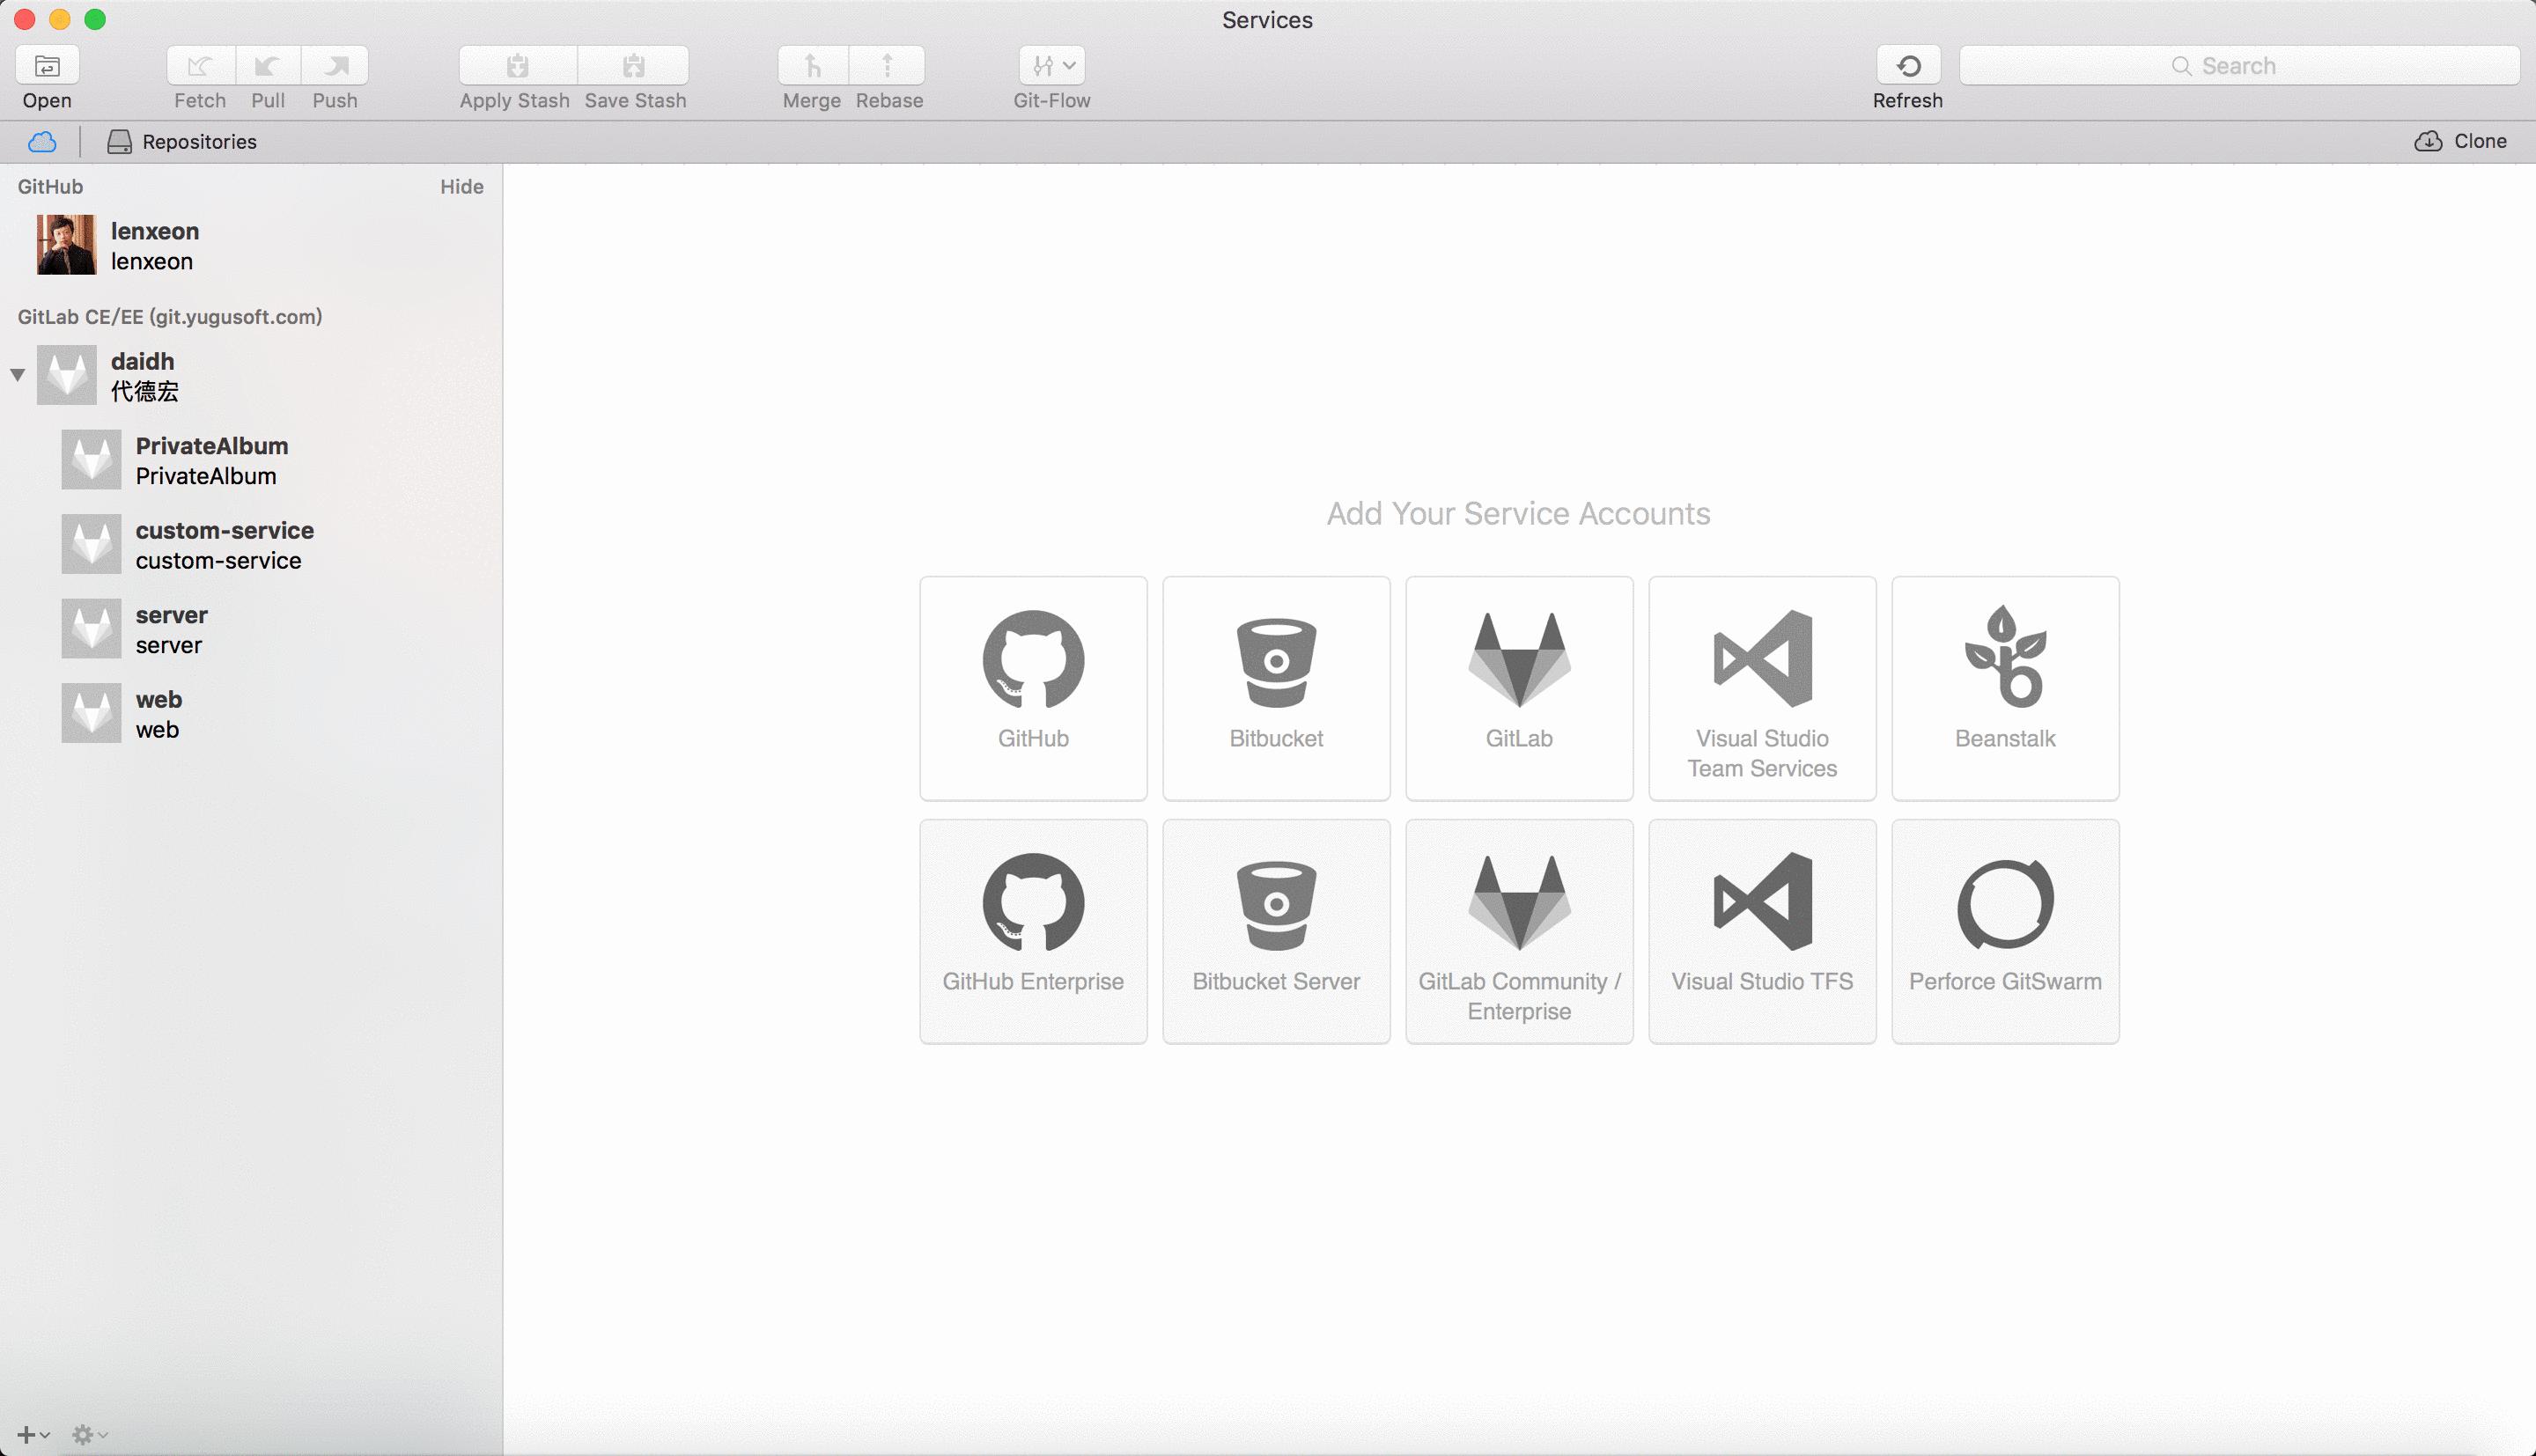 Services
Open
Fetch
Pull
Push
Apply Stash
Save Stash
Merge
Rebase
Git-Flow
Refresh
Search
Repositories
Clone
GitHub
Hide
lenxeon
lenxeon
GitLab CE/EE (git.yugusoft.com)
daidh
代德宏
PrivateAlbum
PrivateAlbum
custom-service
custom-service
server
server
web
web
Add Your Service Accounts
GitHub
Bitbucket
GitLab
Visual Studio
Team Services
Beanstalk
GitHub Enterprise
Bitbucket Server
GitLab Community /
Enterprise
Visual Studio TFS
Perforce GitSwarm